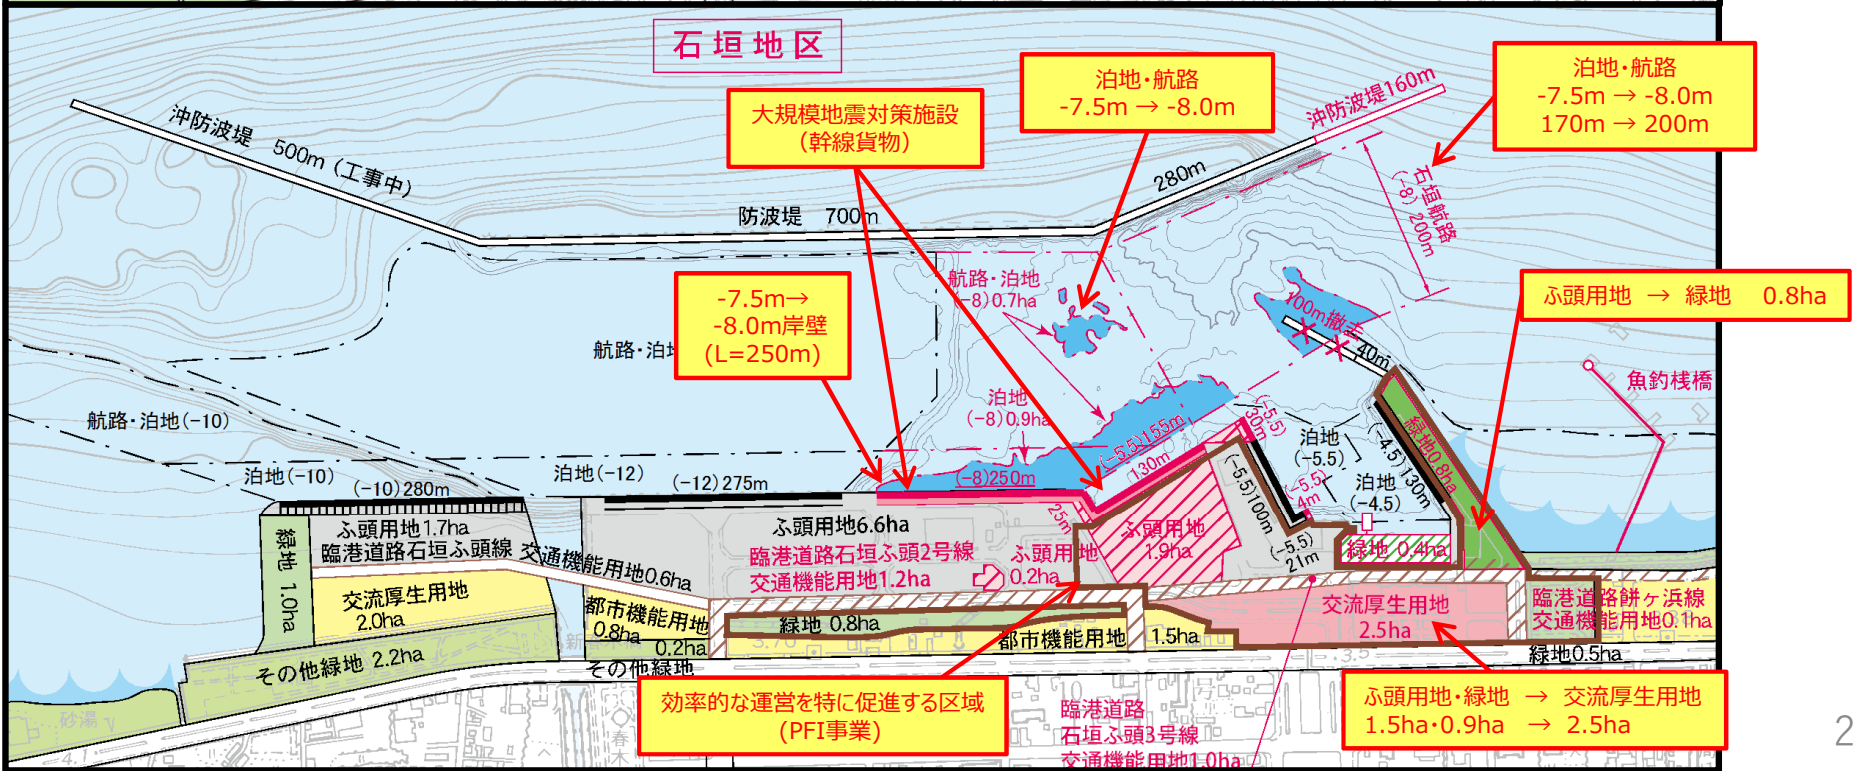 石垣地区
泊地・航路
-7.5m → -8.0m
泊地・航路
-7.5m → -8.0m
170m → 200m
大規模地震対策施設
(幹線貨物)
沖防波堤 500m(工事中)
沖防波堤160m
280m
防波堤 700m
石垣航路
(-8) 200m
-7.5m→
-8.0m岸壁
(L=250m)
航路・泊地
(-8)0.7ha
ふ頭用地 → 緑地 0.8ha
100m撤去
40m
航路・泊
魚釣桟橋
泊地
(-8)0.9ha
航路・泊地(-10)
(-5.5)155m
130m
(-5.5)
30m
泊地
(-5.5)
緑地0.8ha
(-4.5)130m
泊地(-10)
(-10)280m
泊地(-12)
(-12)275m
(-8)250m
(-5.5)100m
(-5.5)
4m
泊地
(-4.5)
25m
ふ頭用地1.7ha
臨港道路石垣ふ頭線
交通機能用地0.6ha
ふ頭用地6.6ha
臨港道路石垣ふ頭2号線
交通機能用地1.2ha
ふ頭用地
0.2ha
ふ頭用地
1.9ha
(-5.5)
21m
緑地 0.4ha
緑地 1.0ha
交流厚生用地
2.0ha
都市機能用地
0.8ha
0.2ha
緑地 0.8ha
都市機能用地
1.5ha
交流厚生用地
2.5ha
臨港道路餅ヶ浜線
交通機能用地0.1ha
その他緑地 2.2ha
その他緑地
3.70
3.5
緑地0.5ha
効率的な運営を特に促進する区域
(PFI事業)
ふ頭用地・緑地 → 交流厚生用地
1.5ha・0.9ha → 2.5ha
臨港道路
石垣ふ頭3号線
交通機能用地1.0ha
砂湯
春木
10
2